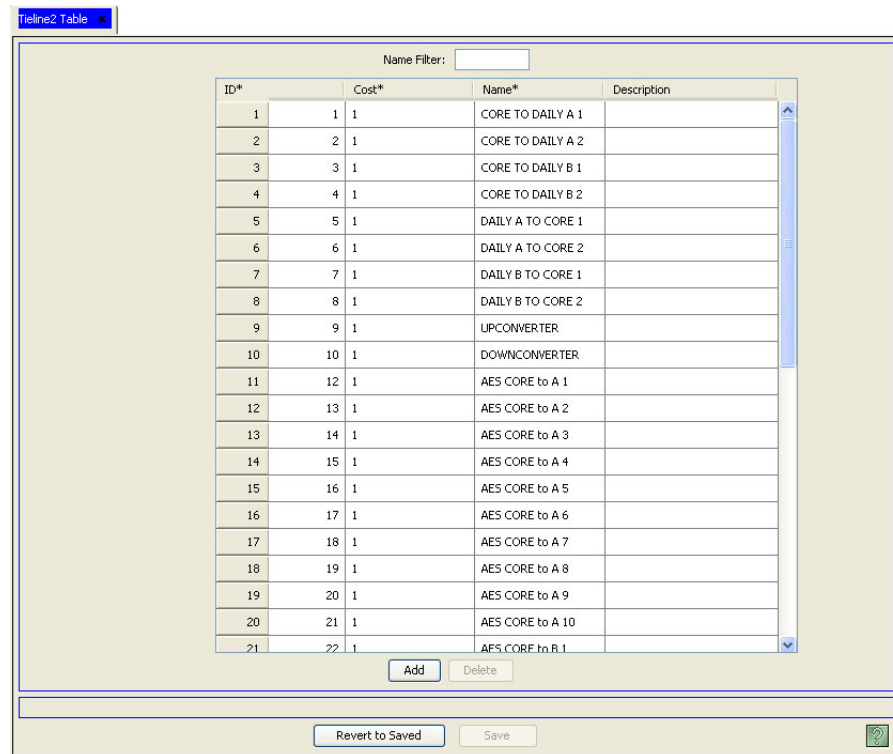 Tieline2 Table x
Name Filter:
ID* Cost* Name* Description
1 1 1 CORE TO DAILY A 1
2 2 1 CORE TO DAILY A 2
3 3 1 CORE TO DAILY B 1
4 4 1 CORE TO DAILY B 2
5 5 1 DAILY A TO CORE 1
6 6 1 DAILY A TO CORE 2
7 7 1 DAILY B TO CORE 1
8 8 1 DAILY B TO CORE 2
9 9 1 UPCONVERTER
10 10 1 DOWNCONVERTER
11 12 1 AES CORE to A 1
12 13 1 AES CORE to A 2
13 14 1 AES CORE to A 3
14 15 1 AES CORE to A 4
15 16 1 AES CORE to A 5
16 17 1 AES CORE to A 6
17 18 1 AES CORE to A 7
18 19 1 AES CORE to A 8
19 20 1 AES CORE to A 9
20 21 1 AES CORE to A 10
21 22 1 AES CORE to B 1
Add Delete
Revert to Saved Save ?